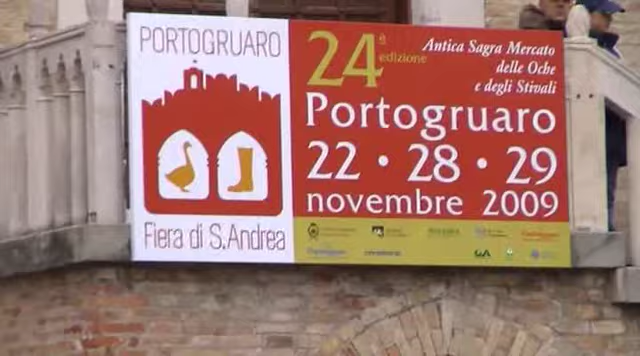 PORTOGRUARO
Fiera di S.Andrea
24ª edizione
Antica Sagra Mercato
delle Oche
e degli Stivali
Portogruaro
22 • 28 • 29
novembre 2009